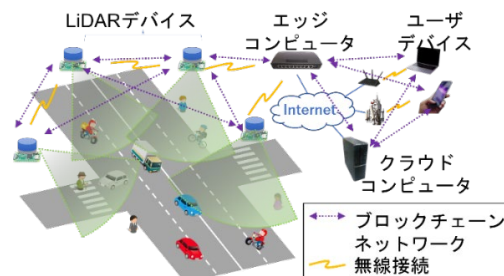 LiDARデバイス
エッジ
コンピュータ
ユーザ
デバイス
Internet
クラウド
コンピュータ
ブロックチェーン
ネットワーク
無線接続